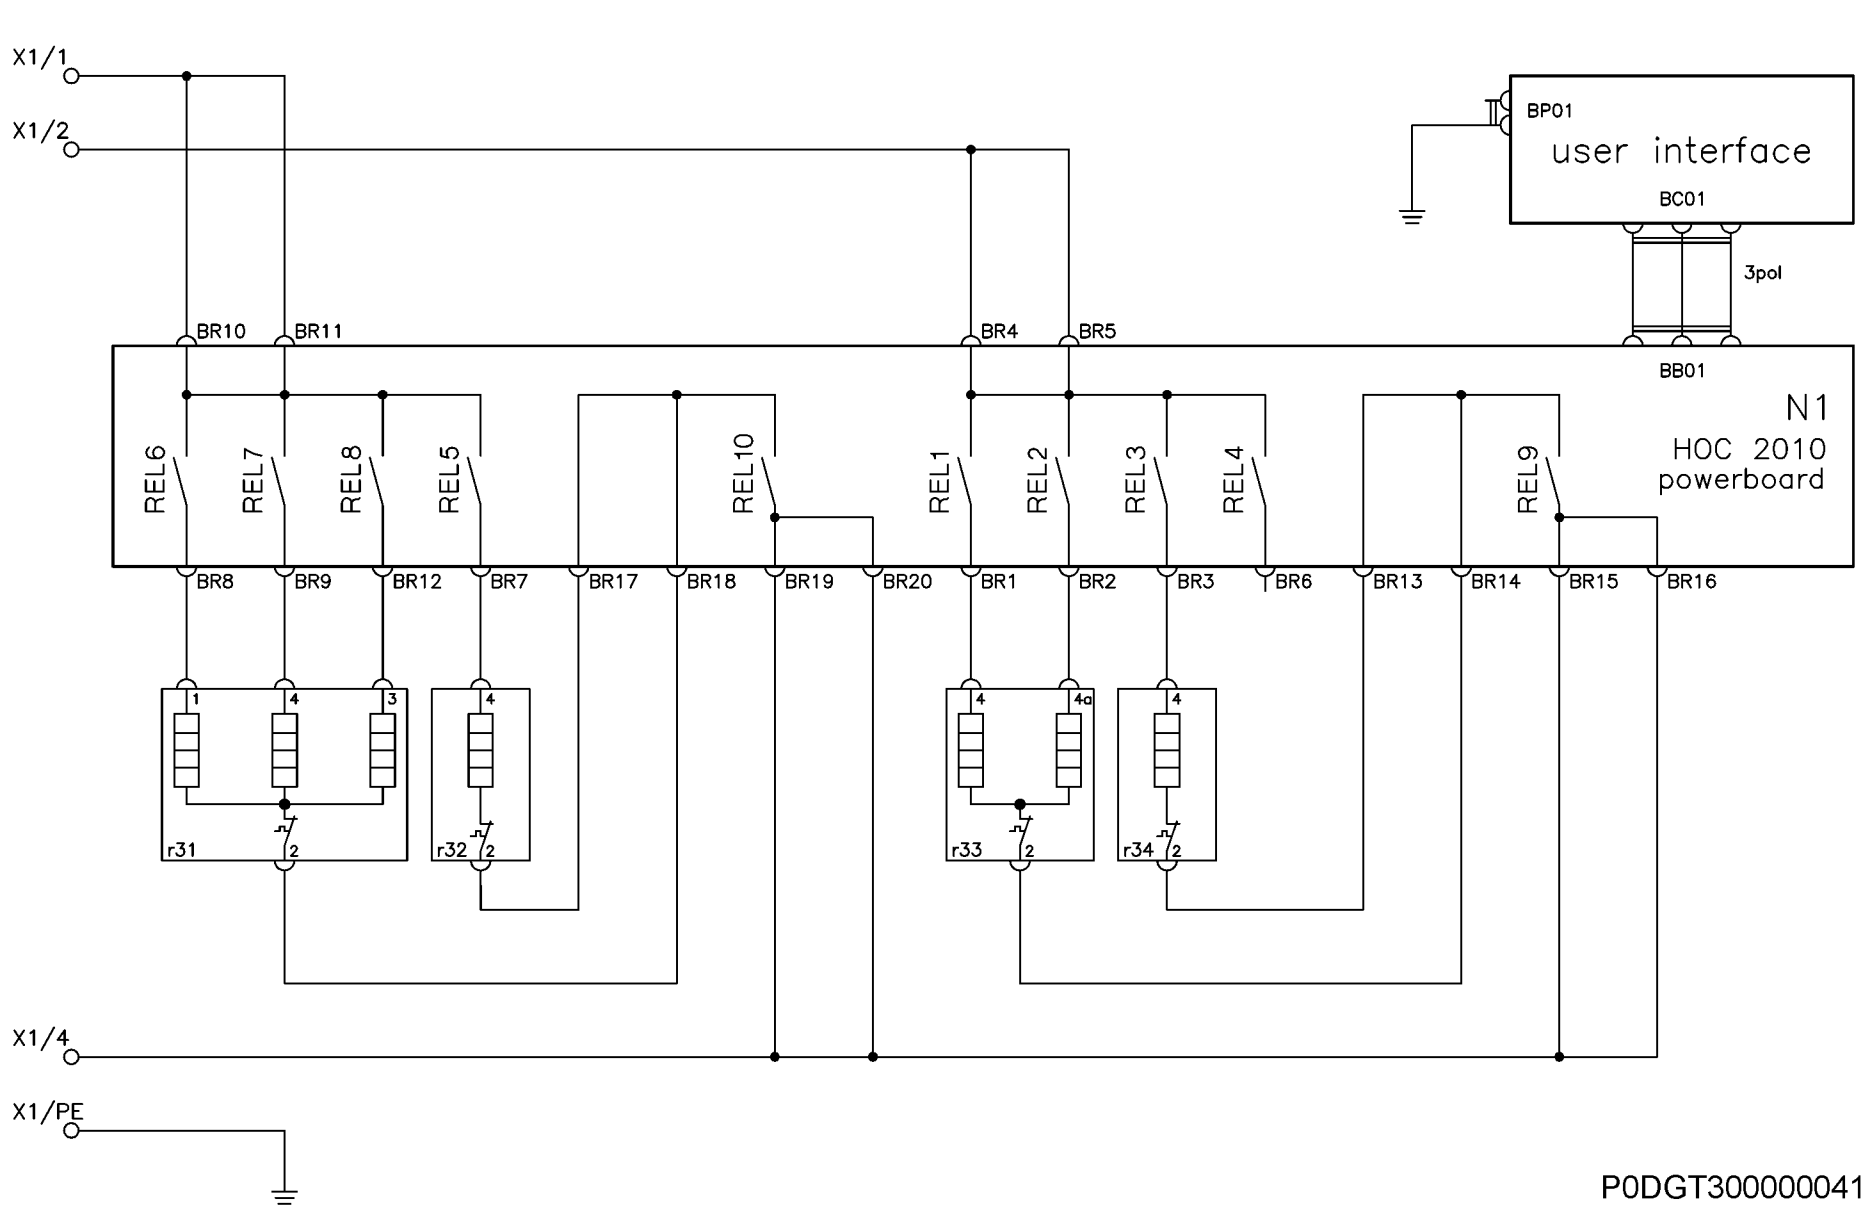 X1/1
X1/2
BP01
user interface
BC01
3pol
BR10
BR11
BR4
BR5
BB01
N1
HOC 2010
powerboard
REL6
REL7
REL8
REL5
REL10
REL1
REL2
REL3
REL4
REL9
BR8
BR9
BR12
BR7
BR17
BR18
BR19
BR20
BR1
BR2
BR3
BR6
BR13
BR14
BR15
BR16
1
4
3
4
4
4a
4
r31
2
r32
2
r33
2
r34
2
X1/4
X1/PE
P0DGT300000041